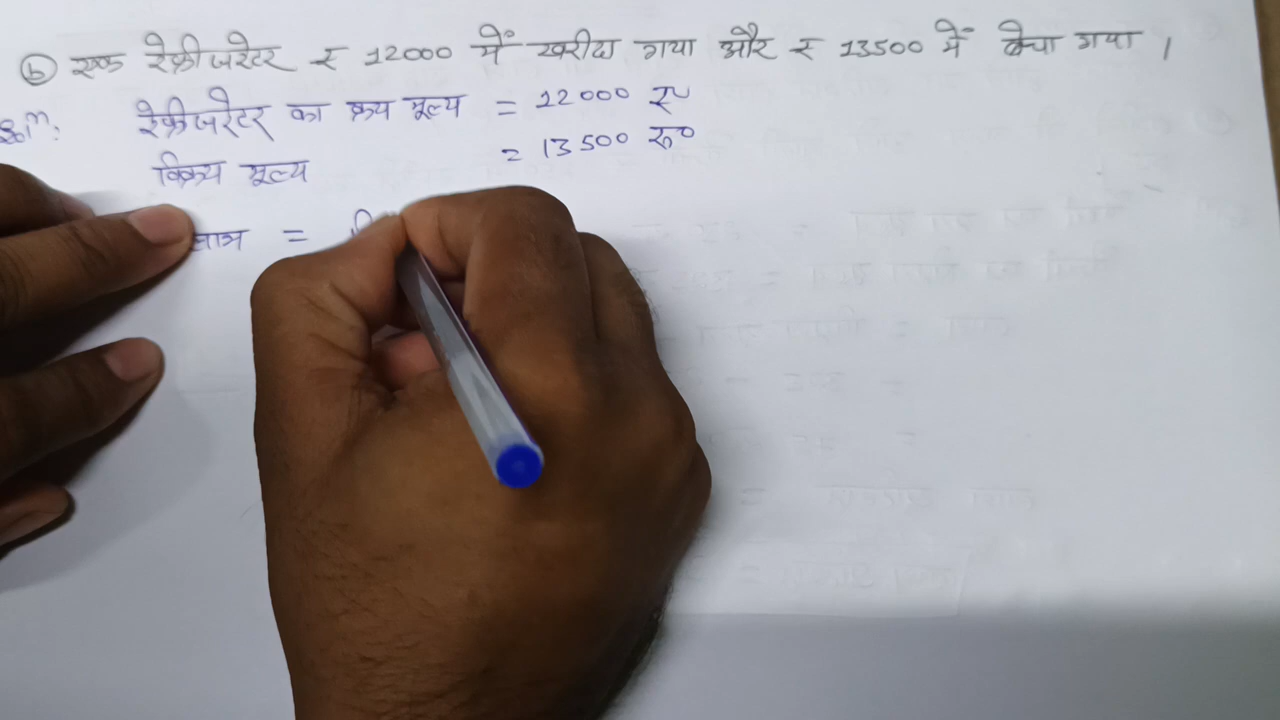 (b) एक रेफ्रीजरेटर ₹ 12000 में खरीदा गया और ₹ 13500 में बेचा गया ।
Solⁿ: रेफ्रीजरेटर का क्रय मूल्य = 12000 रु०
विक्रय मूल्य = 13500 रु०
लाभ =